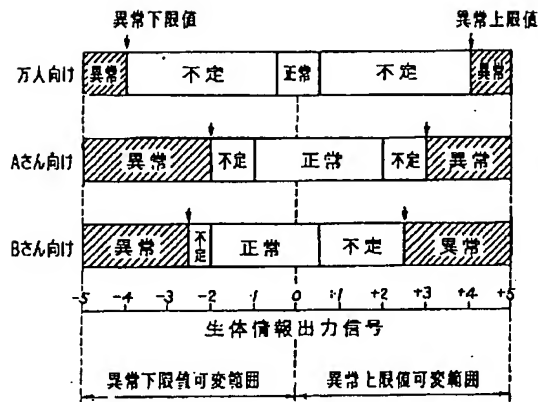 異常下限値 異常上限値
万人向け 異常 不定 正常 不定 異常
Aさん向け 異常 不定 正常 不定 異常
Bさん向け 異常 不定 正常 不定 異常
-5 -4 -3 -2 -1 0 +1 +2 +3 +4 +5
生体情報出力信号
異常下限値可変範囲 異常上限値可変範囲